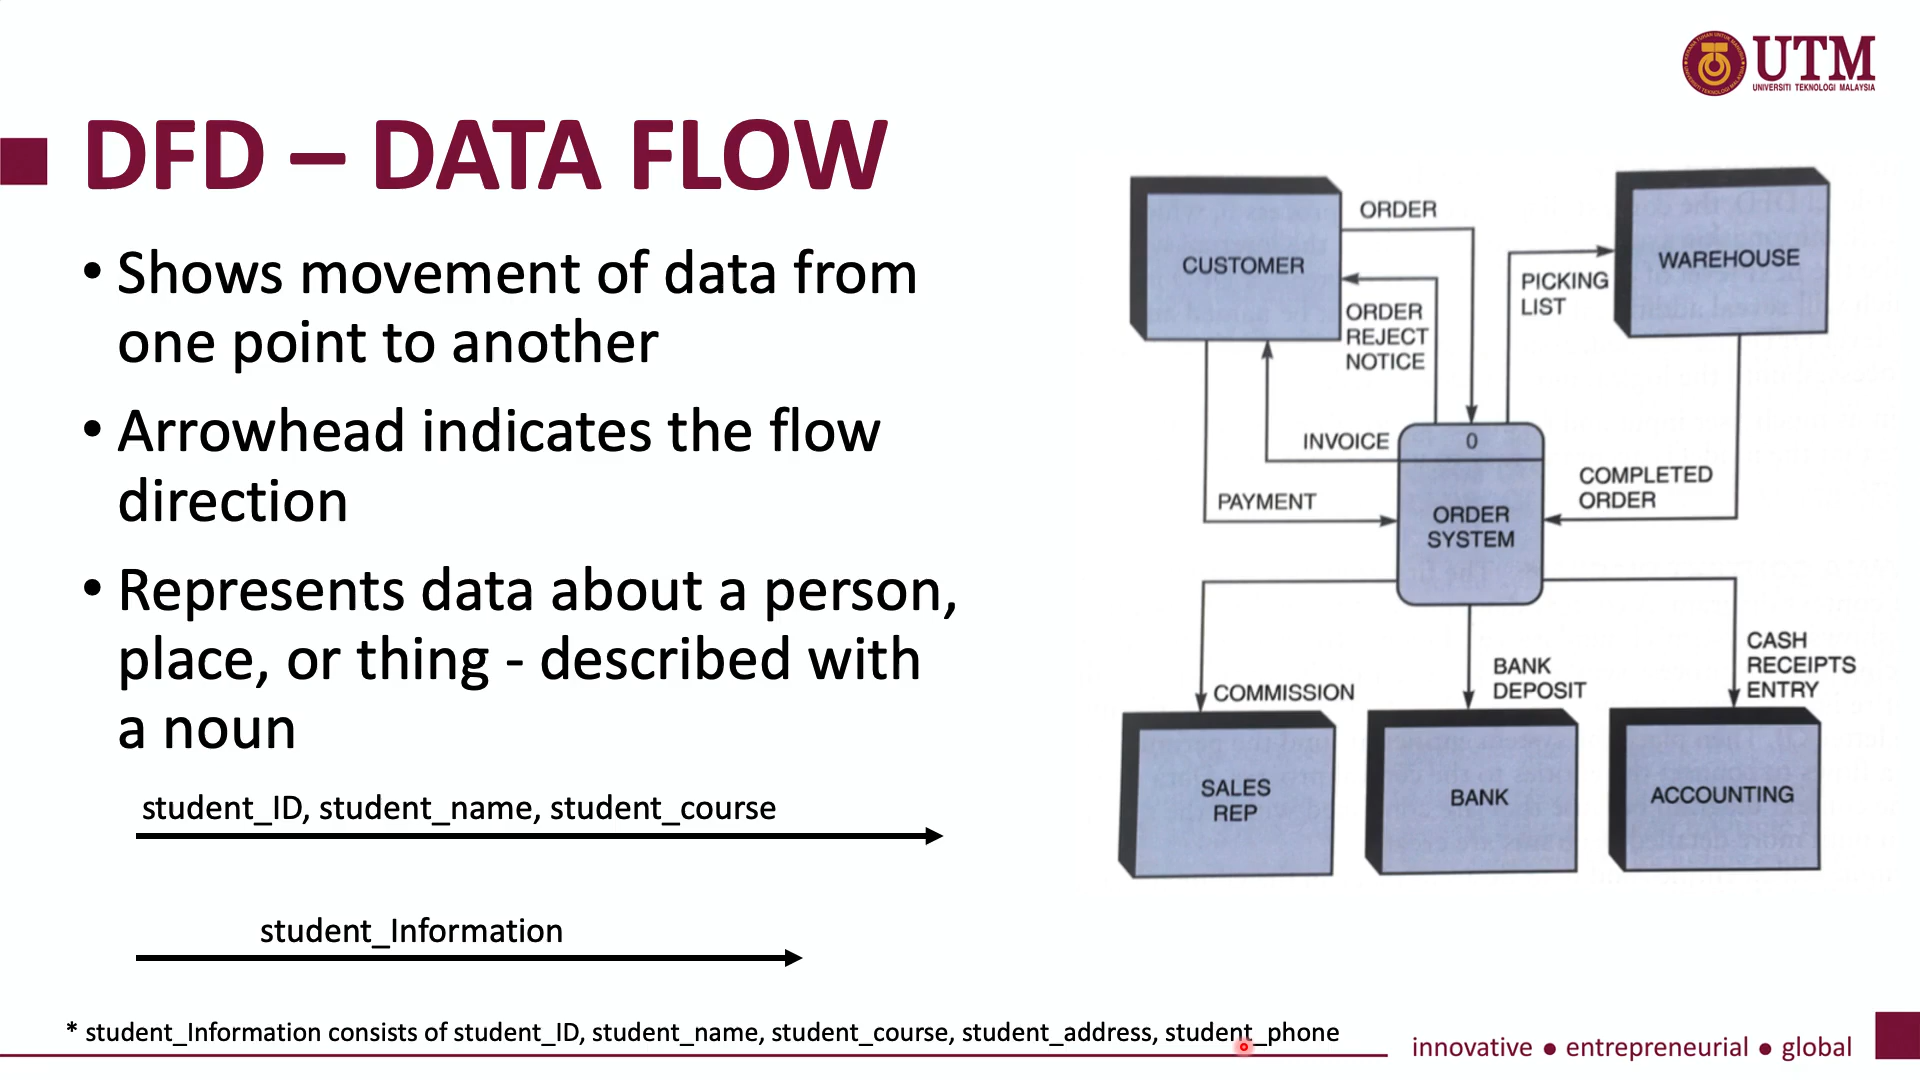 UTM
UNIVERSITI TEKNOLOGI MALAYSIA
DFD – DATA FLOW
• Shows movement of data from
one point to another
• Arrowhead indicates the flow
direction
• Represents data about a person,
place, or thing - described with
a noun
student_ID, student_name, student_course
student_Information
* student_Information consists of student_ID, student_name, student_course, student_address, student_phone
CUSTOMER
ORDER
WAREHOUSE
PICKING
LIST
ORDER
REJECT
NOTICE
INVOICE
0
PAYMENT
ORDER
SYSTEM
COMPLETED
ORDER
COMMISSION
BANK
DEPOSIT
CASH
RECEIPTS
ENTRY
SALES
REP
BANK
ACCOUNTING
innovative ● entrepreneurial ● global